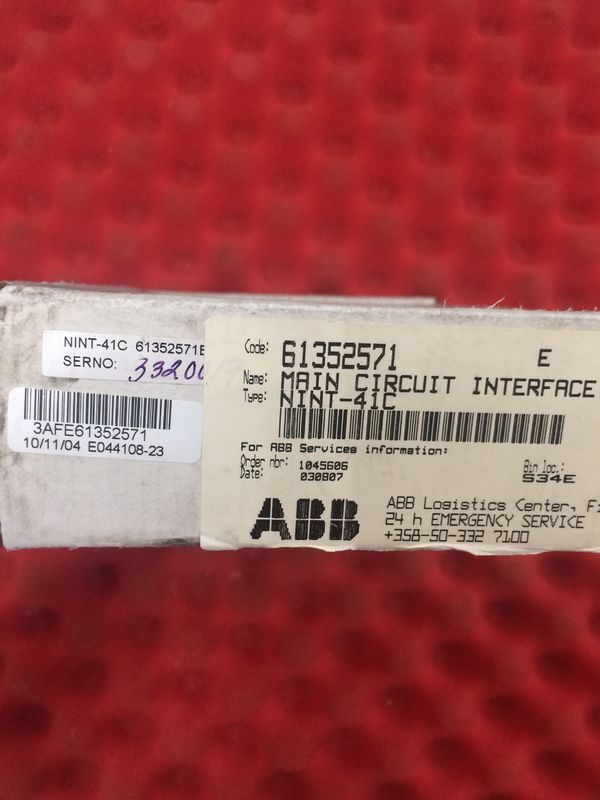 NINT-41C 61352571E
SERNO: 3320
3AFE61352571
10/11/04 E044108-23
Code: 61352571 E
Name: MAIN CIRCUIT INTERFACE
Type: NINT-41C
For ABB Services information:
Order nbr: 1045606
Date: 030807
Bin loc.:
S34E
ABB
ABB Logistics Center, Fi
24 h EMERGENCY SERVICE
+358-50-332 7100